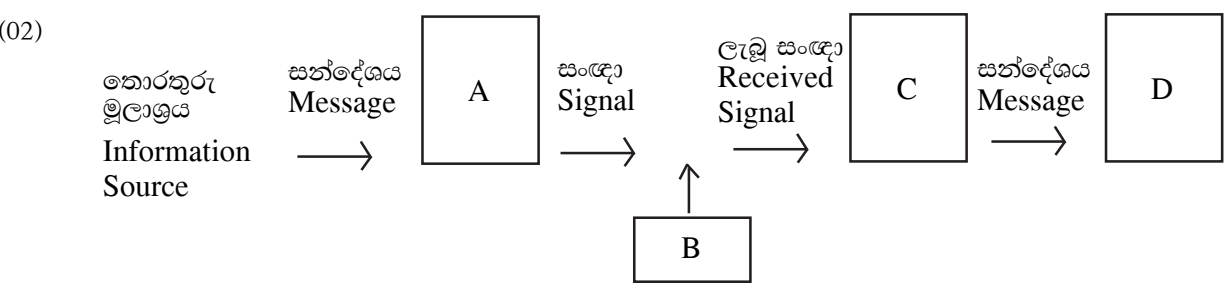 (02)
තොරතුරු
මූලාශ්‍රය
Information
Source
සන්දේශය
Message
A
සංඥා
Signal
B
ලැබූ සංඥා
Received
Signal
C
සන්දේශය
Message
D